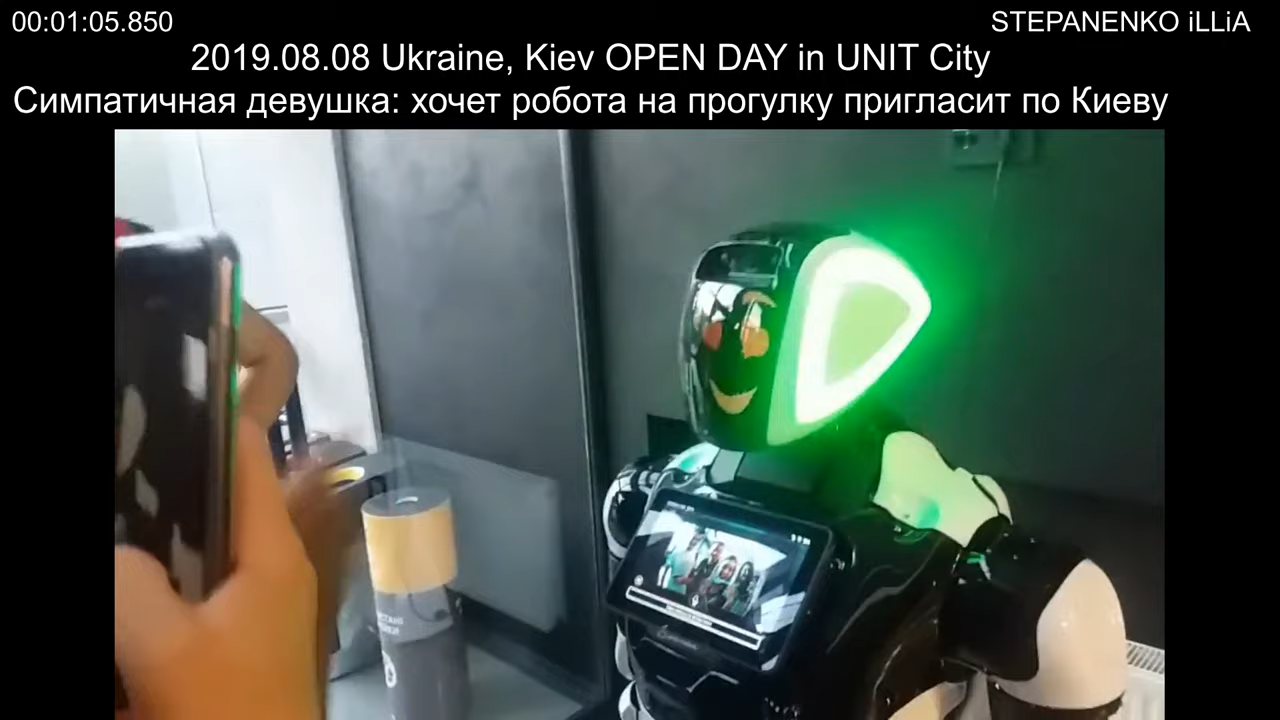 00:01:05.850
STEPANENKO iLLiA
2019.08.08 Ukraine, Kiev OPEN DAY in UNIT City
Симпатичная девушка: хочет робота на прогулку пригласит по Киеву